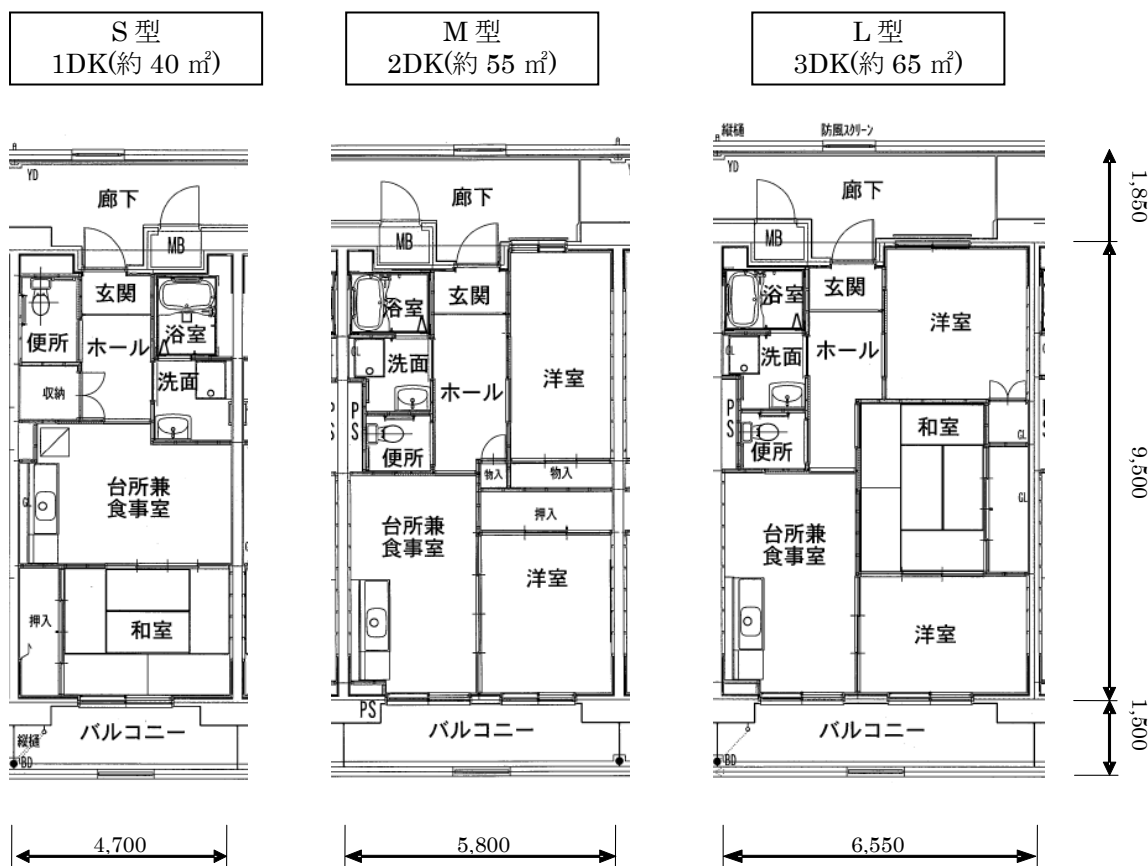 S 型
1DK(約 40 ㎡)
M 型
2DK(約 55 ㎡)
L 型
3DK(約 65 ㎡)
YD
廊下
MB
玄関
便所
浴室
ホール
収納
洗面
台所兼
食事室
GL
押入
和室
バルコニー
縦樋
BD
4,700
廊下
MB
浴室
玄関
洗面
洋室
ホール
PS
PS
便所
物入
物入
押入
台所兼
食事室
洋室
PS
バルコニー
5,800
縦樋
防風スクリーン
YD
廊下
MB
浴室
玄関
洋室
GL
洗面
ホール
PS
和室
GL
便所
GL
台所兼
食事室
洋室
バルコニー
BD
6,550
1,850
9,500
1,500